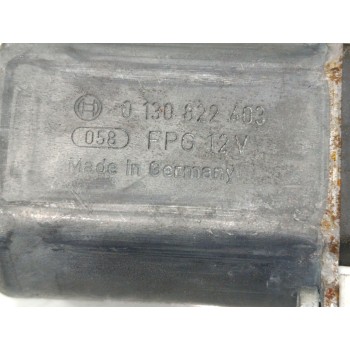 0 130 822 403
058 FPG 12V
Made in Germany